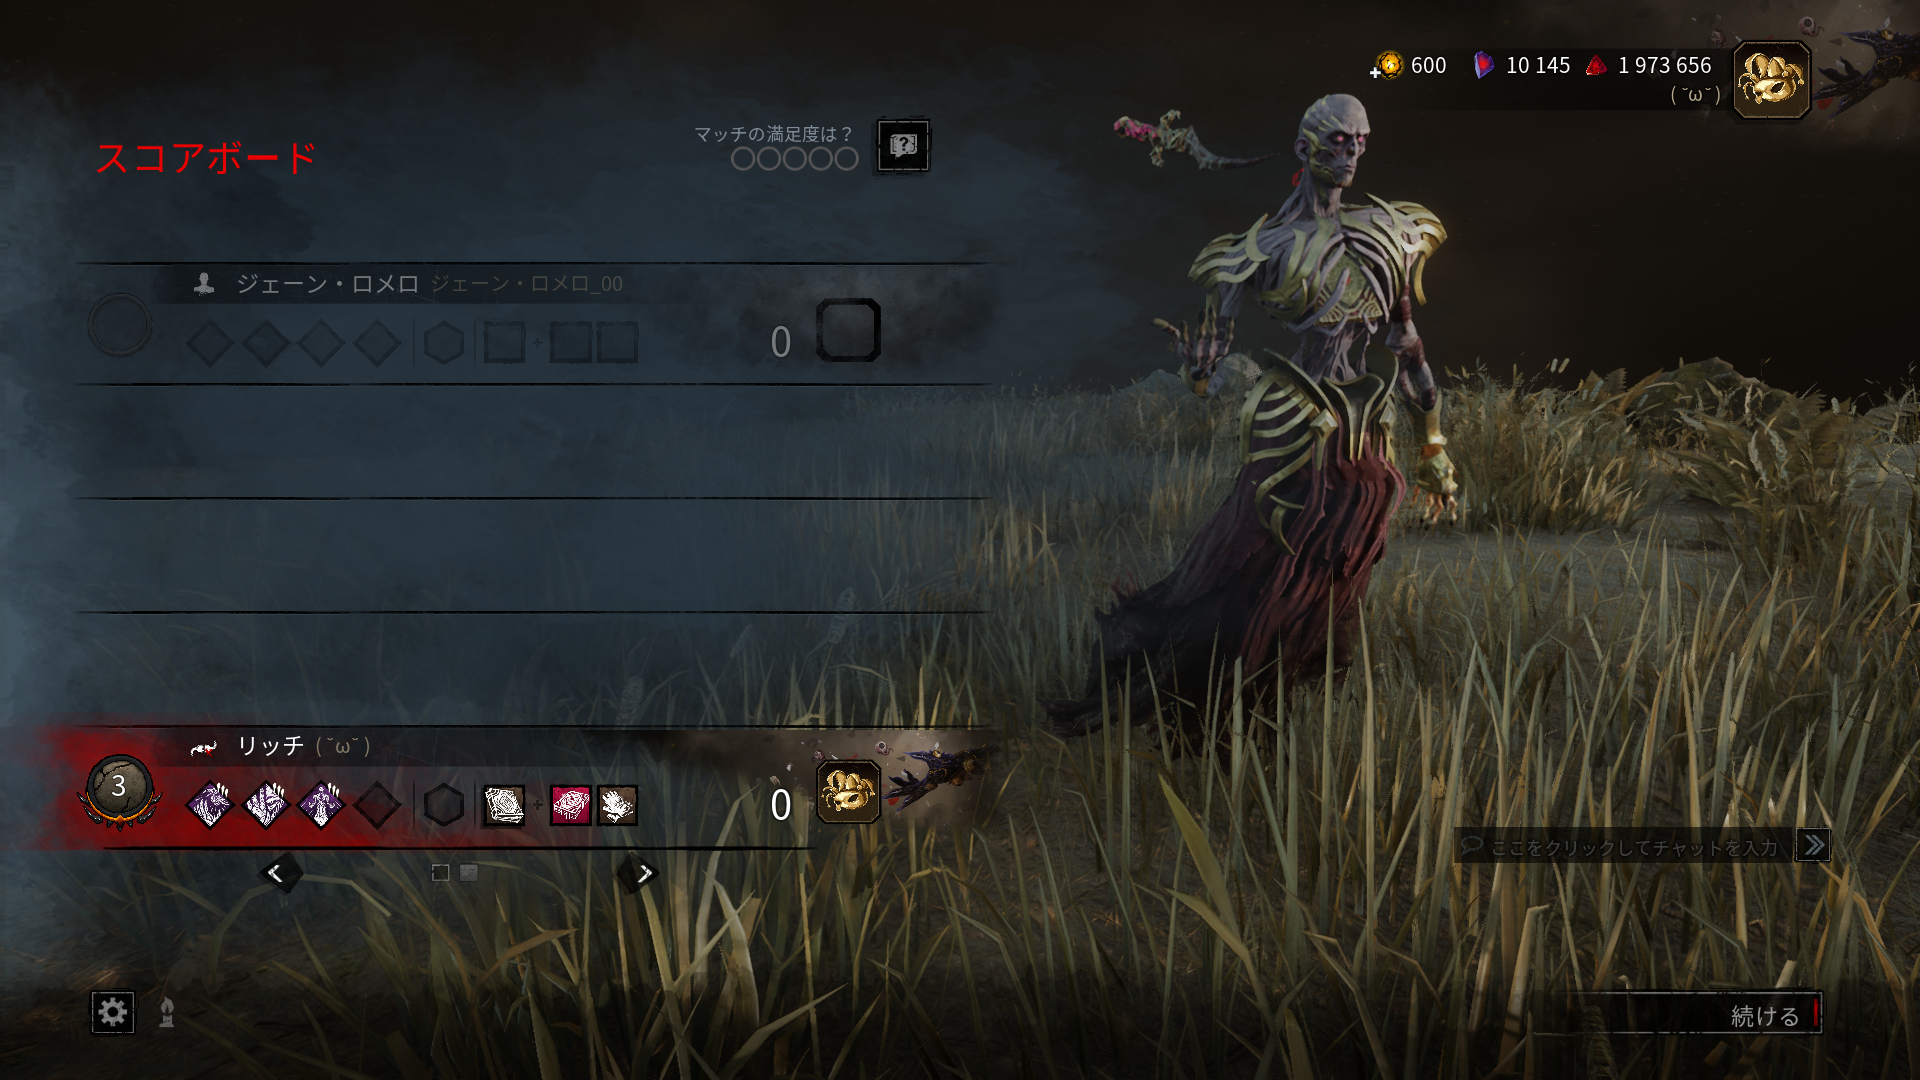 600 10 145 1 973 656
( ˘ω˘ )
スコアボード
マッチの満足度は？
ジェーン・ロメロ ジェーン・ロメロ_00
0
リッチ ( ˘ω˘ )
3
0
ここをクリックしてチャットを入力
続ける